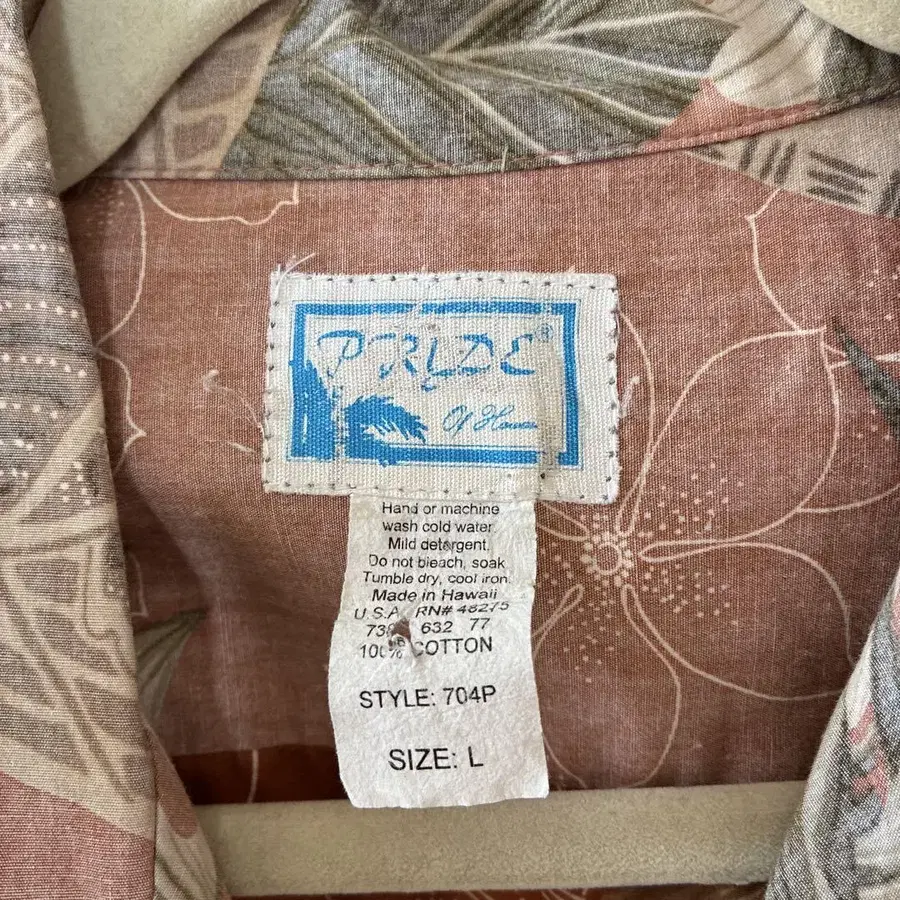 PRIDE®
Of Hawaii
Hand or machine
wash cold water.
Mild detergent.
Do not bleach, soak
Tumble dry, cool iron.
Made in Hawaii
U.S.A. RN# 48275
632 77
100% COTTON
STYLE: 704P
SIZE: L